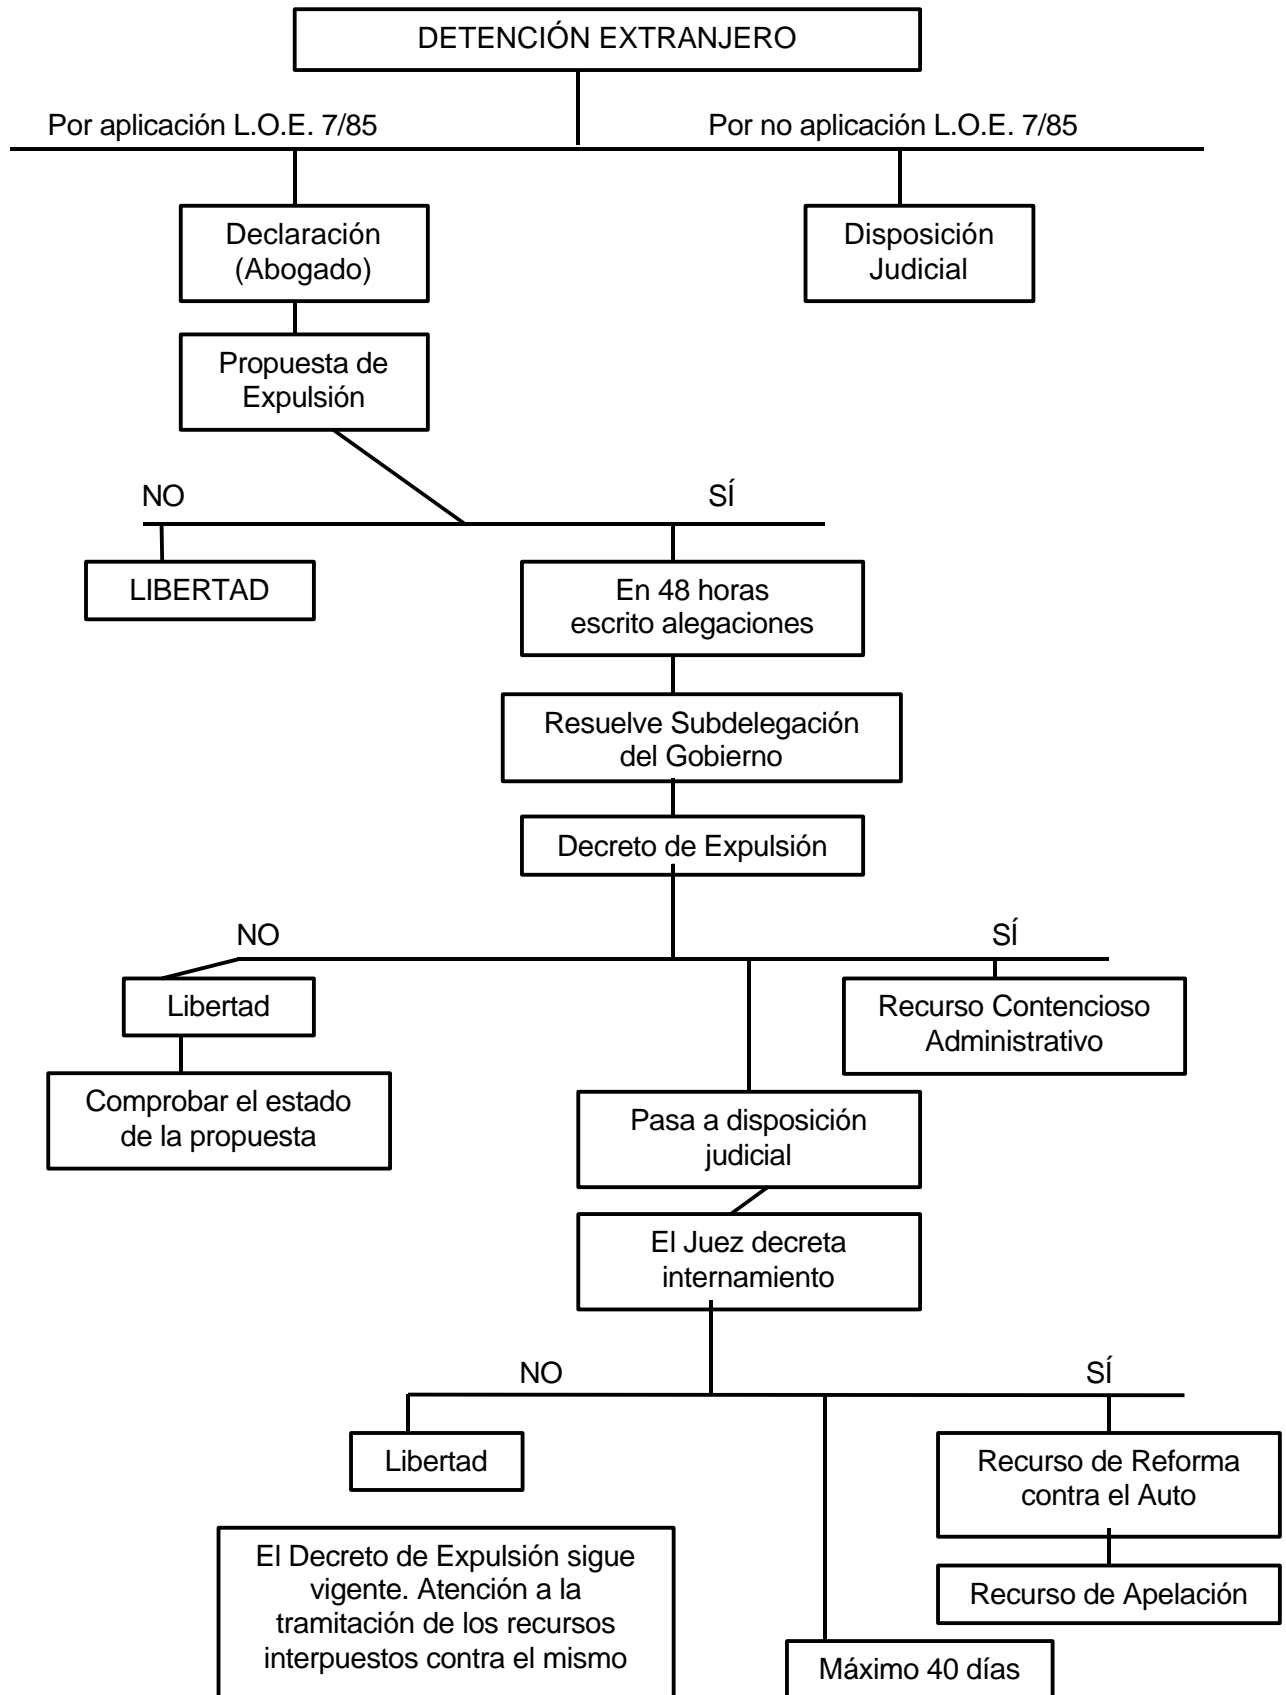 DETENCIÓN EXTRANJERO
Por aplicación L.O.E. 7/85
Por no aplicación L.O.E. 7/85
Declaración
(Abogado)
Disposición
Judicial
Propuesta de
Expulsión
NO
SÍ
LIBERTAD
En 48 horas
escrito alegaciones
Resuelve Subdelegación
del Gobierno
Decreto de Expulsión
NO
SÍ
Libertad
Recurso Contencioso
Administrativo
Comprobar el estado
de la propuesta
Pasa a disposición
judicial
El Juez decreta
internamiento
NO
SÍ
Libertad
Recurso de Reforma
contra el Auto
El Decreto de Expulsión sigue
vigente. Atención a la
tramitación de los recursos
interpuestos contra el mismo
Recurso de Apelación
Máximo 40 días